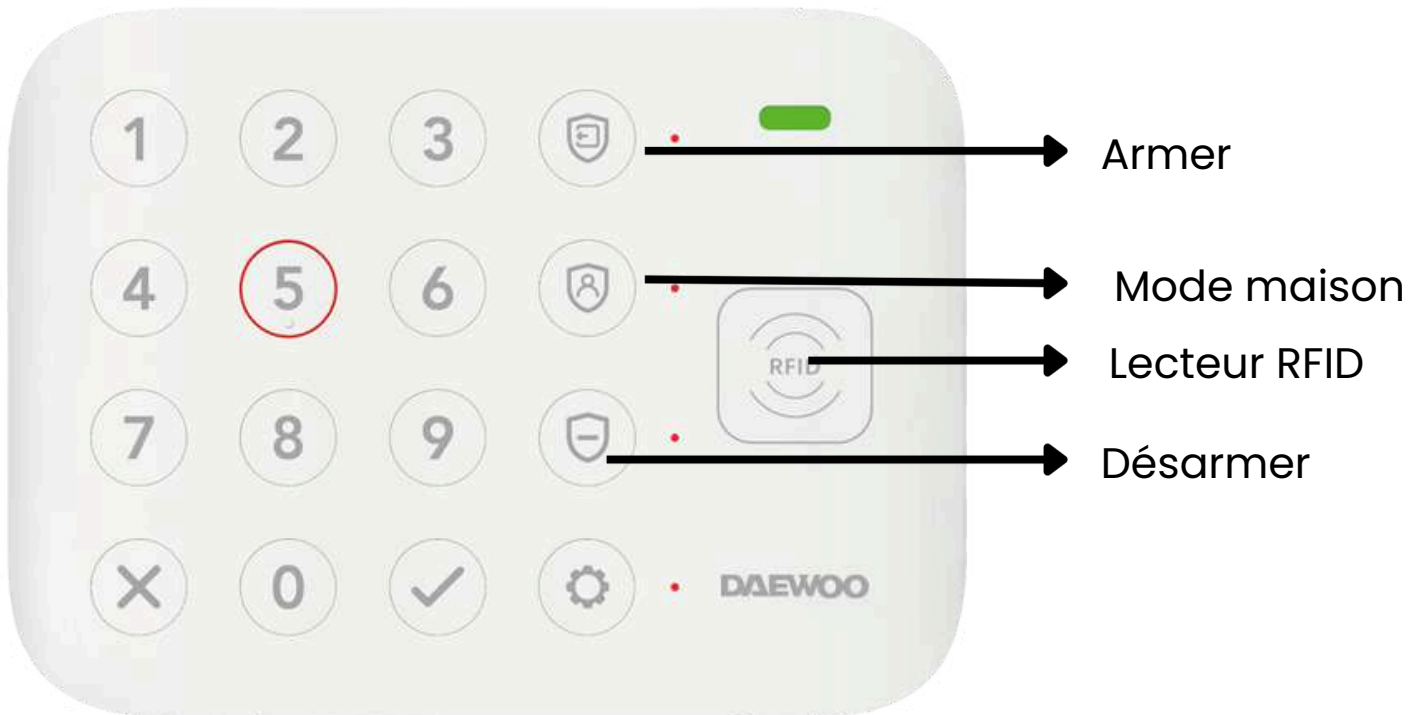 1 2 3
Armer
4 5 6
Mode maison
RFID
Lecteur RFID
7 8 9
Désarmer
0
DAEWOO